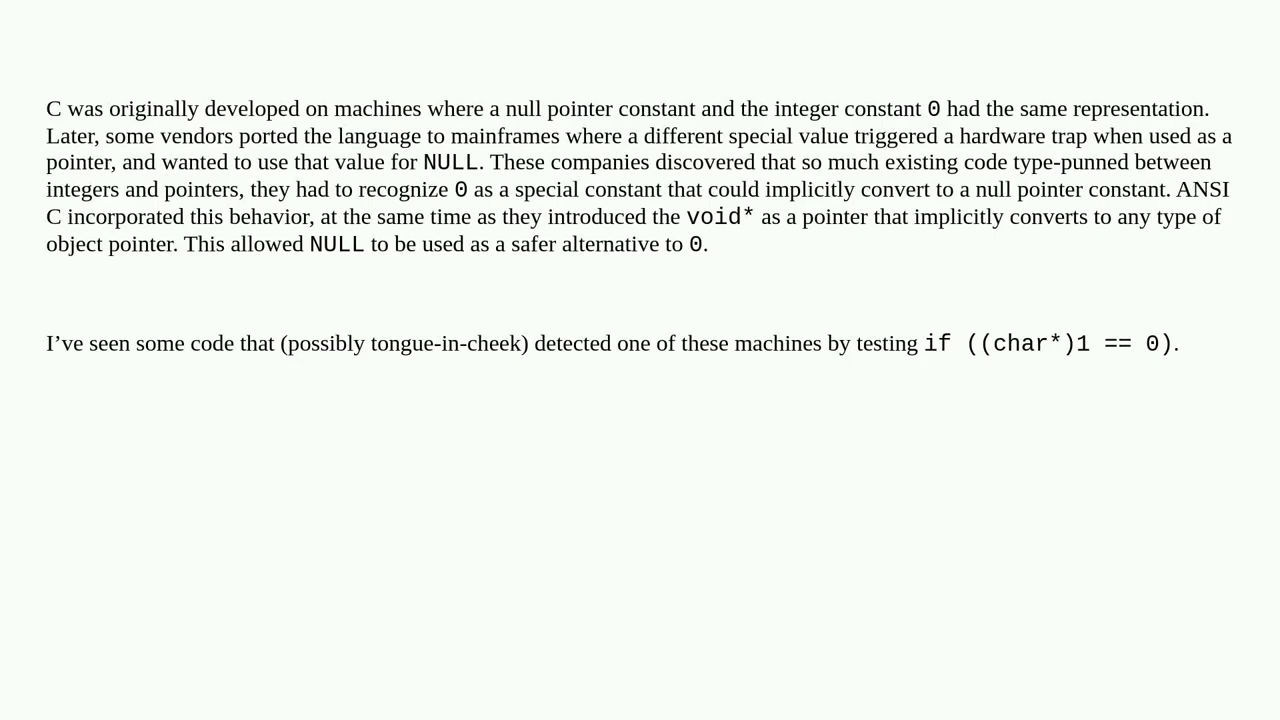 C was originally developed on machines where a null pointer constant and the integer constant 0 had the same representation.
Later, some vendors ported the language to mainframes where a different special value triggered a hardware trap when used as a
pointer, and wanted to use that value for NULL. These companies discovered that so much existing code type-punned between
integers and pointers, they had to recognize 0 as a special constant that could implicitly convert to a null pointer constant. ANSI
C incorporated this behavior, at the same time as they introduced the void* as a pointer that implicitly converts to any type of
object pointer. This allowed NULL to be used as a safer alternative to 0.
I’ve seen some code that (possibly tongue-in-cheek) detected one of these machines by testing if ((char*)1 == 0).